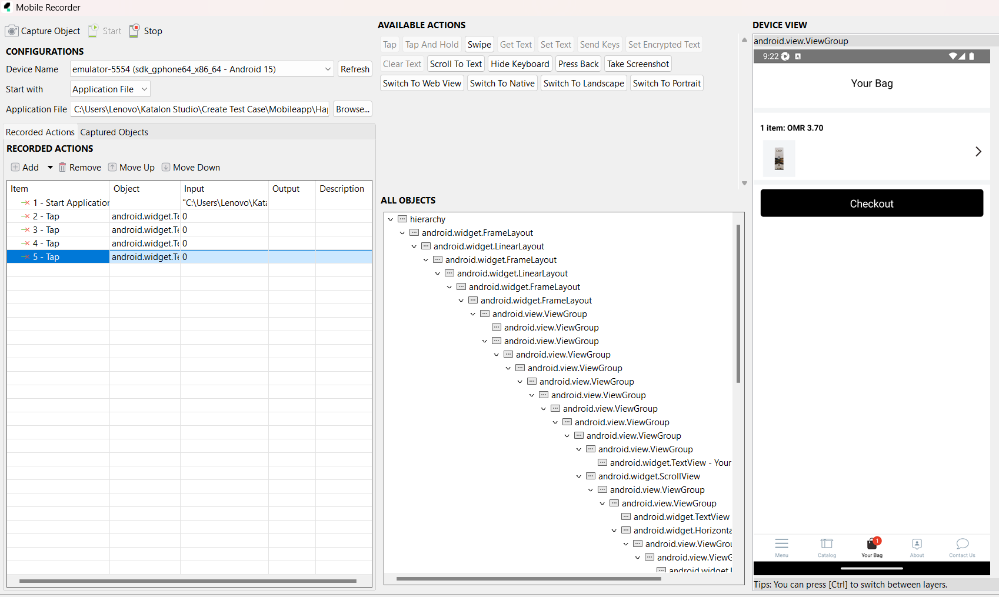 Mobile Recorder
Capture Object Start Stop
CONFIGURATIONS
Device Name emulator-5554 (sdk_gphone64_x86_64 - Android 15) Refresh
Start with Application File
Application File C:\Users\Lenovo\Katalon Studio\Create Test Case\Mobileapp\Hap Browse...
Recorded Actions Captured Objects
RECORDED ACTIONS
Add Remove Move Up Move Down
Item Object Input Output Description
1 - Start Application "C:\Users\Lenovo\Kata
2 - Tap android.widget.Te 0
3 - Tap android.widget.Te 0
4 - Tap android.widget.Te 0
5 - Tap android.widget.Te 0
AVAILABLE ACTIONS
Tap Tap And Hold Swipe Get Text Set Text Send Keys Set Encrypted Text
Clear Text Scroll To Text Hide Keyboard Press Back Take Screenshot
Switch To Web View Switch To Native Switch To Landscape Switch To Portrait
ALL OBJECTS
hierarchy
android.widget.FrameLayout
android.widget.LinearLayout
android.widget.FrameLayout
android.widget.LinearLayout
android.widget.FrameLayout
android.widget.FrameLayout
android.view.ViewGroup
android.view.ViewGroup
android.view.ViewGroup
android.view.ViewGroup
android.view.ViewGroup
android.view.ViewGroup
android.view.ViewGroup
android.view.ViewGroup
android.view.ViewGroup
android.view.ViewGroup
android.view.ViewGroup
android.widget.TextView - Your
android.widget.ScrollView
android.view.ViewGroup
android.view.ViewGroup
android.widget.TextView
android.widget.Horizonta
android.view.ViewGrou
android.view.ViewG
android.widget.I
DEVICE VIEW
android.view.ViewGroup
9:22 A
Your Bag
1 item: OMR 3.70
Checkout
1
Menu Catalog Your Bag About Contact Us
Tips: You can press [Ctrl] to switch between layers.